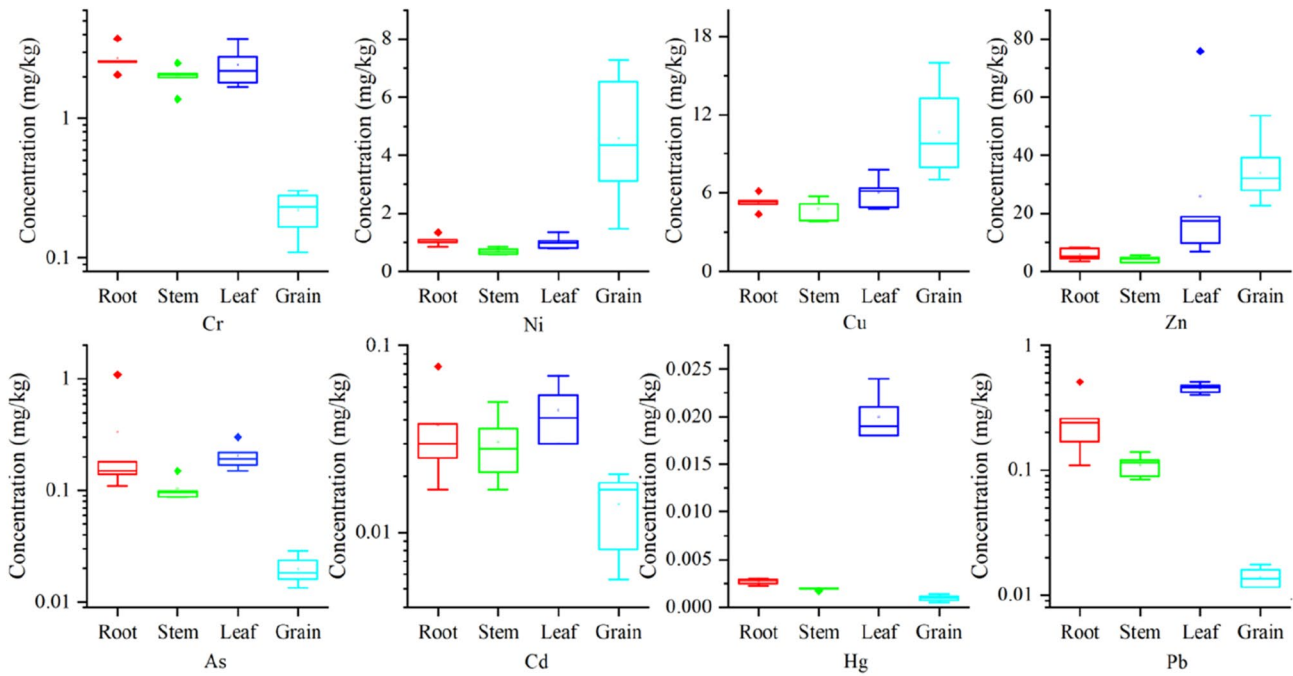 Concentration (mg/kg)
1
0.1
Root Stem Leaf Grain
Cr
Concentration (mg/kg)
8
6
4
2
0
Root Stem Leaf Grain
Ni
Concentration (mg/kg)
18
12
6
0
Root Stem Leaf Grain
Cu
Concentration (mg/kg)
80
60
40
20
0
Root Stem Leaf Grain
Zn
Concentration (mg/kg)
1
0.1
0.01
Root Stem Leaf Grain
As
Concentration (mg/kg)
0.1
0.01
Root Stem Leaf Grain
Cd
Concentration (mg/kg)
0.025
0.020
0.015
0.010
0.005
0.000
Root Stem Leaf Grain
Hg
Concentration (mg/kg)
1
0.1
0.01
Root Stem Leaf Grain
Pb